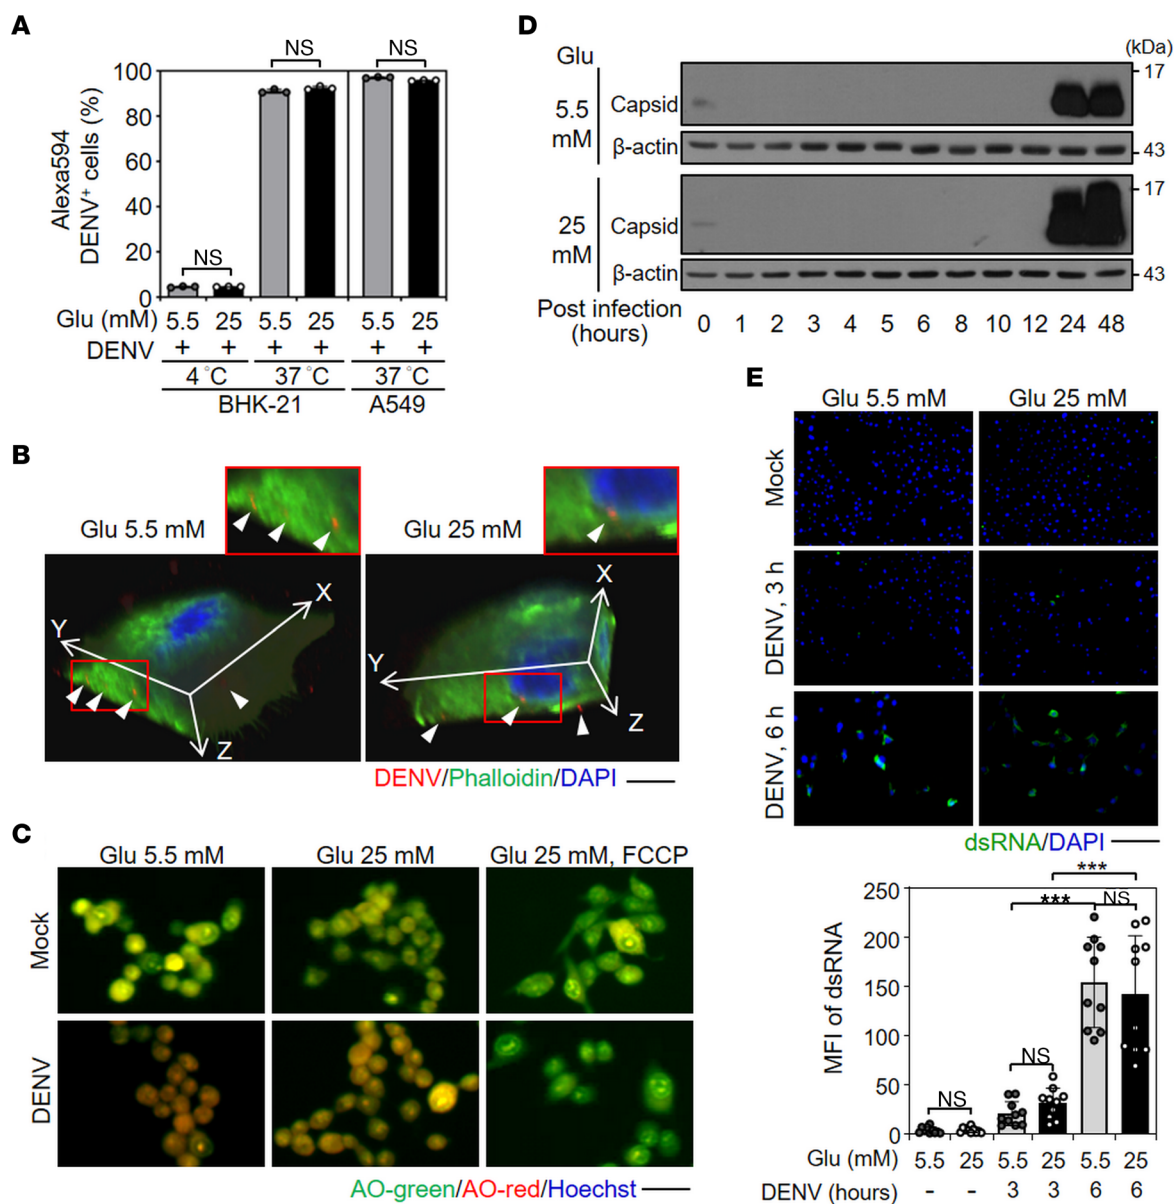 A
NS
NS
NS
Alexa594
DENV+ cells (%)
100
80
60
40
20
0
Glu (mM) 5.5 25 5.5 25 5.5 25
DENV + + + + + +
4 °C 37 °C 37 °C
BHK-21 A549
B
Glu 5.5 mM
Glu 25 mM
X
Y
Z
X
Y
Z
DENV/Phalloidin/DAPI
C
Glu 5.5 mM Glu 25 mM Glu 25 mM, FCCP
Mock
DENV
AO-green/AO-red/Hoechst
D
Glu
(kDa)
5.5
mM
Capsid
17
β-actin
43
25
mM
Capsid
17
β-actin
43
Post infection
(hours)
0 1 2 3 4 5 6 8 10 12 24 48
E
Glu 5.5 mM Glu 25 mM
Mock
DENV, 3 h
DENV, 6 h
dsRNA/DAPI
MFI of dsRNA
250
200
150
100
50
0
NS
NS
***
***
NS
Glu (mM) 5.5 25 5.5 25 5.5 25
DENV (hours) - - 3 3 6 6